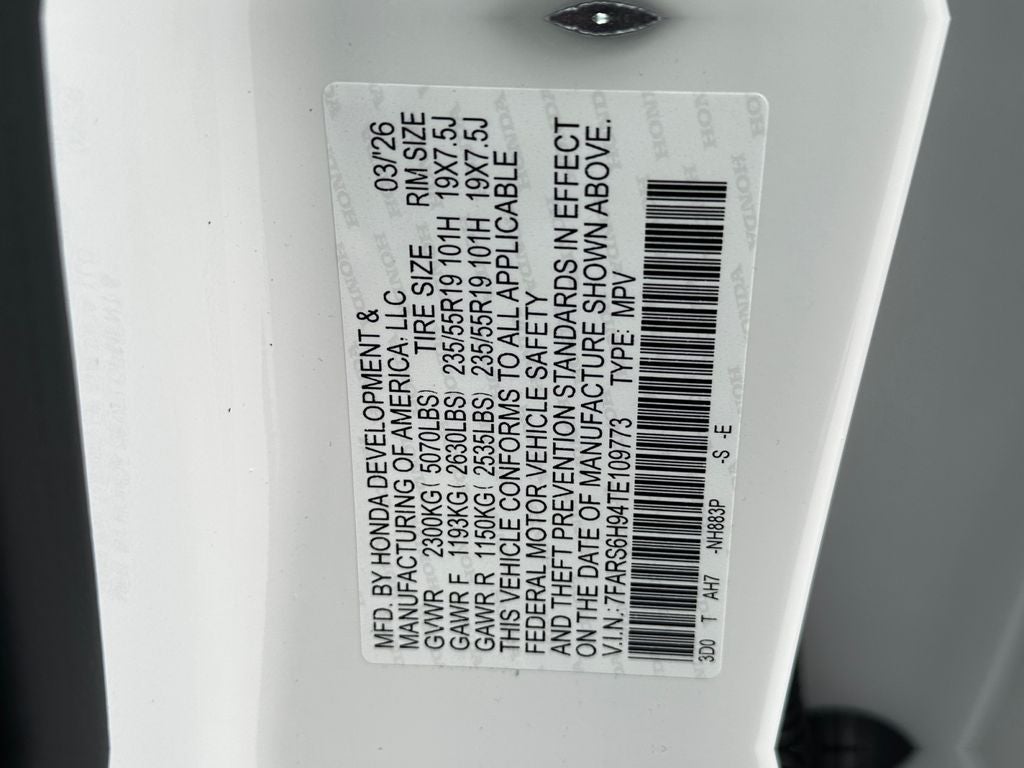 MFD. BY HONDA DEVELOPMENT & 03/'26
MANUFACTURING OF AMERICA, LLC
TIRE SIZE RIM SIZE
GVWR 2300KG( 5070LBS)
GAWR F 1193KG( 2630LBS) 235/55R19 101H 19X7.5J
GAWR R 1150KG( 2535LBS) 235/55R19 101H 19X7.5J
THIS VEHICLE CONFORMS TO ALL APPLICABLE
FEDERAL MOTOR VEHICLE SAFETY
AND THEFT PREVENTION STANDARDS IN EFFECT
ON THE DATE OF MANUFACTURE SHOWN ABOVE.
V.I.N.: 7FARS6H94TE109773 TYPE: MPV
3D0 T AH7 -NH883P -S -E
HONDA